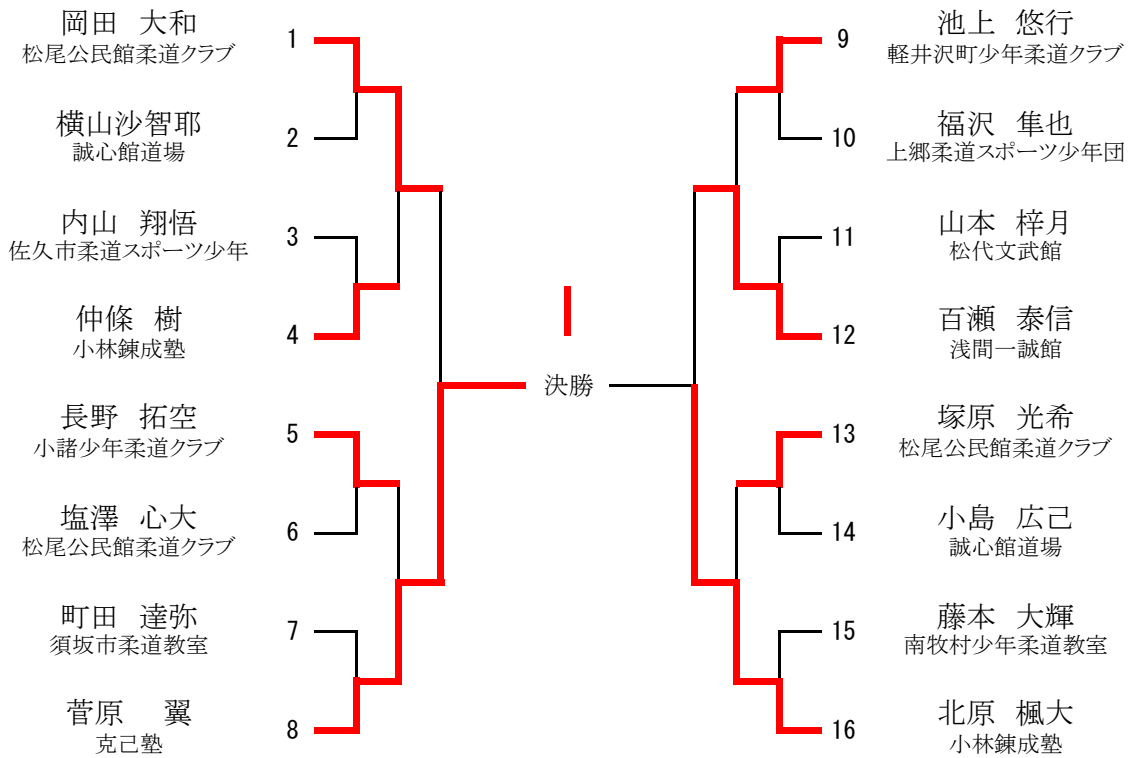 岡田 大和
松尾公民館柔道クラブ
1
横山沙智耶
誠心館道場
2
内山 翔悟
佐久市柔道スポーツ少年
3
仲條 樹
小林錬成塾
4
長野 拓空
小諸少年柔道クラブ
5
塩澤 心大
松尾公民館柔道クラブ
6
町田 達弥
須坂市柔道教室
7
菅原 翼
克己塾
8
決勝
9
池上 悠行
軽井沢町少年柔道クラブ
10
福沢 隼也
上郷柔道スポーツ少年団
11
山本 梓月
松代文武館
12
百瀬 泰信
浅間一誠館
13
塚原 光希
松尾公民館柔道クラブ
14
小島 広己
誠心館道場
15
藤本 大輝
南牧村少年柔道教室
16
北原 楓大
小林錬成塾